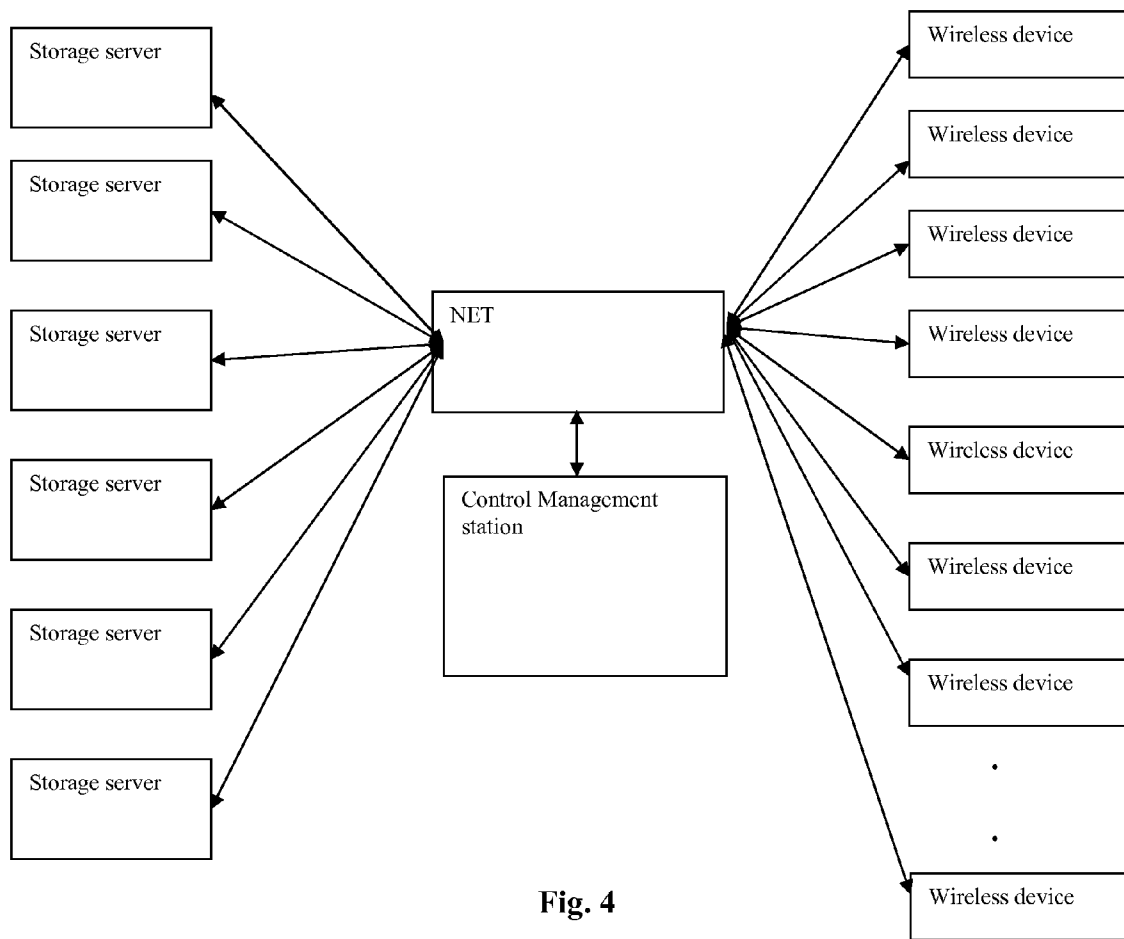 Storage server
Storage server
Storage server
Storage server
Storage server
Storage server
NET
Control Management
station
Wireless device
Wireless device
Wireless device
Wireless device
Wireless device
Wireless device
Wireless device
.
.
Wireless device
Fig. 4